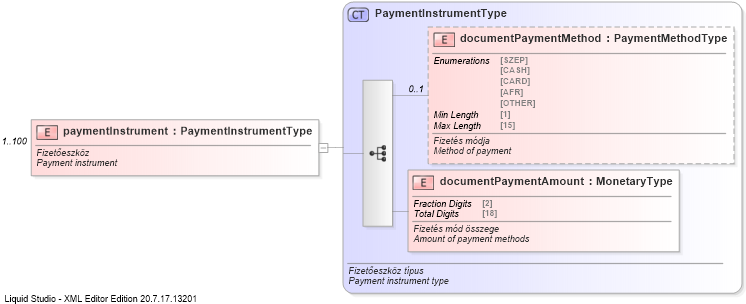 CT PaymentInstrumentType
E documentPaymentMethod : PaymentMethodType
Enumerations [SZEP]
[CASH]
[CARD]
[AFR]
[OTHER]
0..1
Min Length [1]
Max Length [15]
Fizetés módja
Method of payment
1..100
E paymentInstrument : PaymentInstrumentType
Fizetőeszköz
Payment instrument
E documentPaymentAmount : MonetaryType
Fraction Digits [2]
Total Digits [18]
Fizetés mód összege
Amount of payment methods
Fizetőeszköz típus
Payment instrument type
Liquid Studio - XML Editor Edition 20.7.17.13201